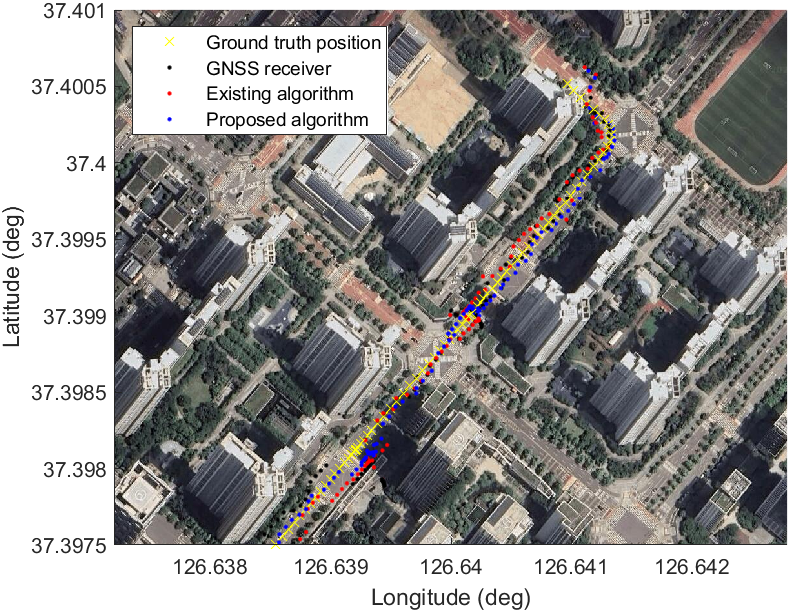 37.401
Ground truth position
GNSS receiver
Existing algorithm
Proposed algorithm
37.4005
37.4
37.3995
37.399
37.3985
37.398
37.3975
Latitude (deg)
126.638 126.639 126.64 126.641 126.642
Longitude (deg)